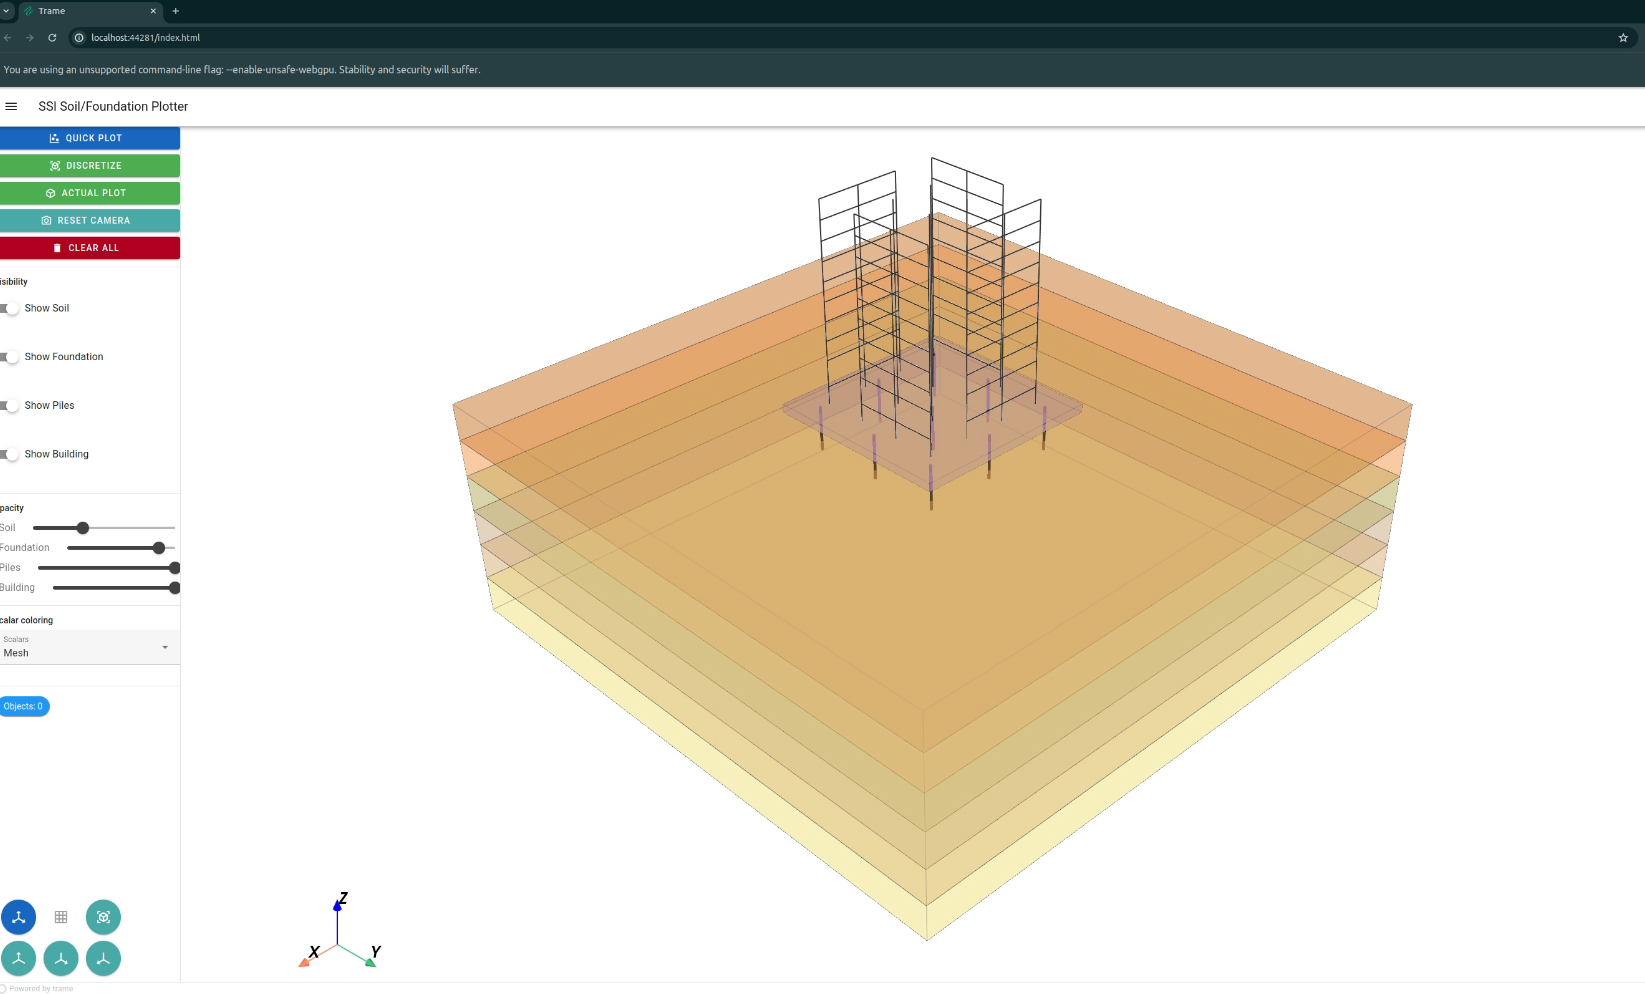 Trame
localhost:44281/index.html
You are using an unsupported command-line flag: --enable-unsafe-webgpu. Stability and security will suffer.
SSI Soil/Foundation Plotter
QUICK PLOT
DISCRETIZE
ACTUAL PLOT
RESET CAMERA
CLEAR ALL
isibility
Show Soil
Show Foundation
Show Piles
Show Building
pacity
Soil
Foundation
Piles
Building
calar coloring
Scalars
Mesh
Objects: 0
Z
X
Y
Powered by trame